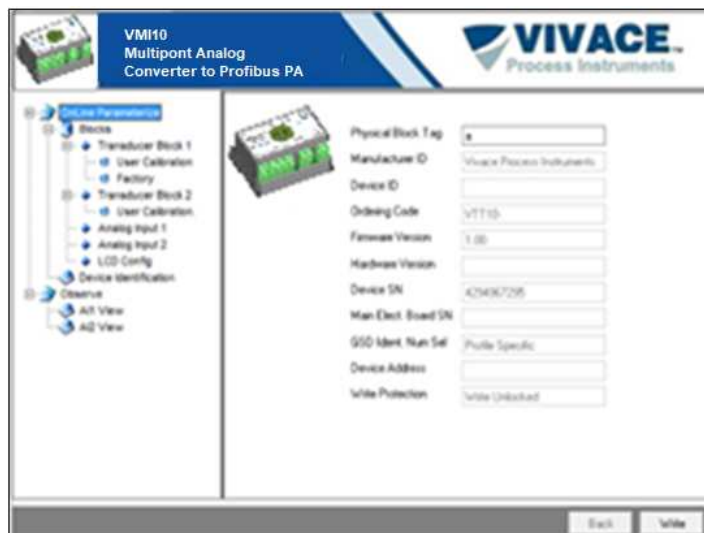 VMI10
Multipont Analog
Converter to Profibus PA
VIVACE
Process Instruments
OnLine Parameterize
Blocks
Transducer Block 1
User Calibration
Factory
Transducer Block 2
User Calibration
Analog Input 1
Analog Input 2
LCD Config
Device Identification
Observe
AI1 View
AI2 View
Physical Block Tag
Manufacturer ID Vivace Process Instruments
Device ID
Ordering Code VTT10
Firmware Version 1.00
Hardware Version
Device SN 4294967295
Main Elect. Board SN
GSD Ident. Num Sel Profile Specific
Device Address
Write Protection Write Unlocked
Back Write